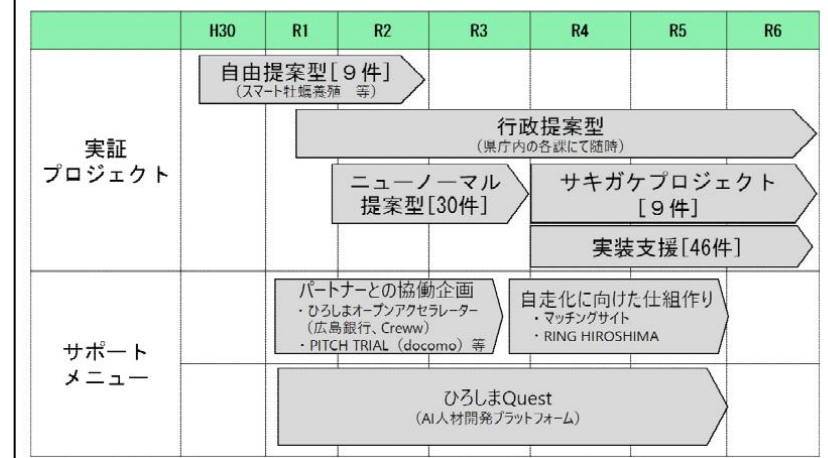 H30 R1 R2 R3 R4 R5 R6
実証
プロジェクト
自由提案型[９件]
(スマート牡蠣養殖　等)
行政提案型
(県庁内の各課にて随時)
ニューノーマル
提案型[30件]
サキガケプロジェクト
[９件]
実装支援[46件]
サポート
メニュー
パートナーとの協働企画
・ひろしまオープンアクセラレーター
(広島銀行、Creww)
・PITCH TRIAL（docomo）等
自走化に向けた仕組作り
・マッチングサイト
・RING HIROSHIMA
ひろしまQuest
(AI人材開発プラットフォーム)